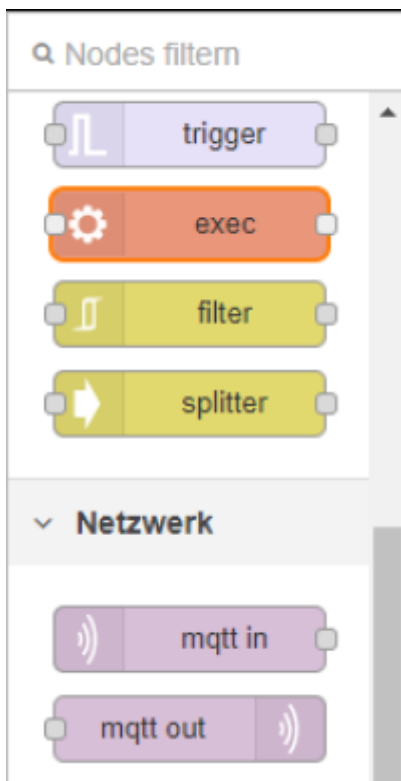 Nodes filtern
trigger
exec
filter
splitter
Netzwerk
mqtt in
mqtt out